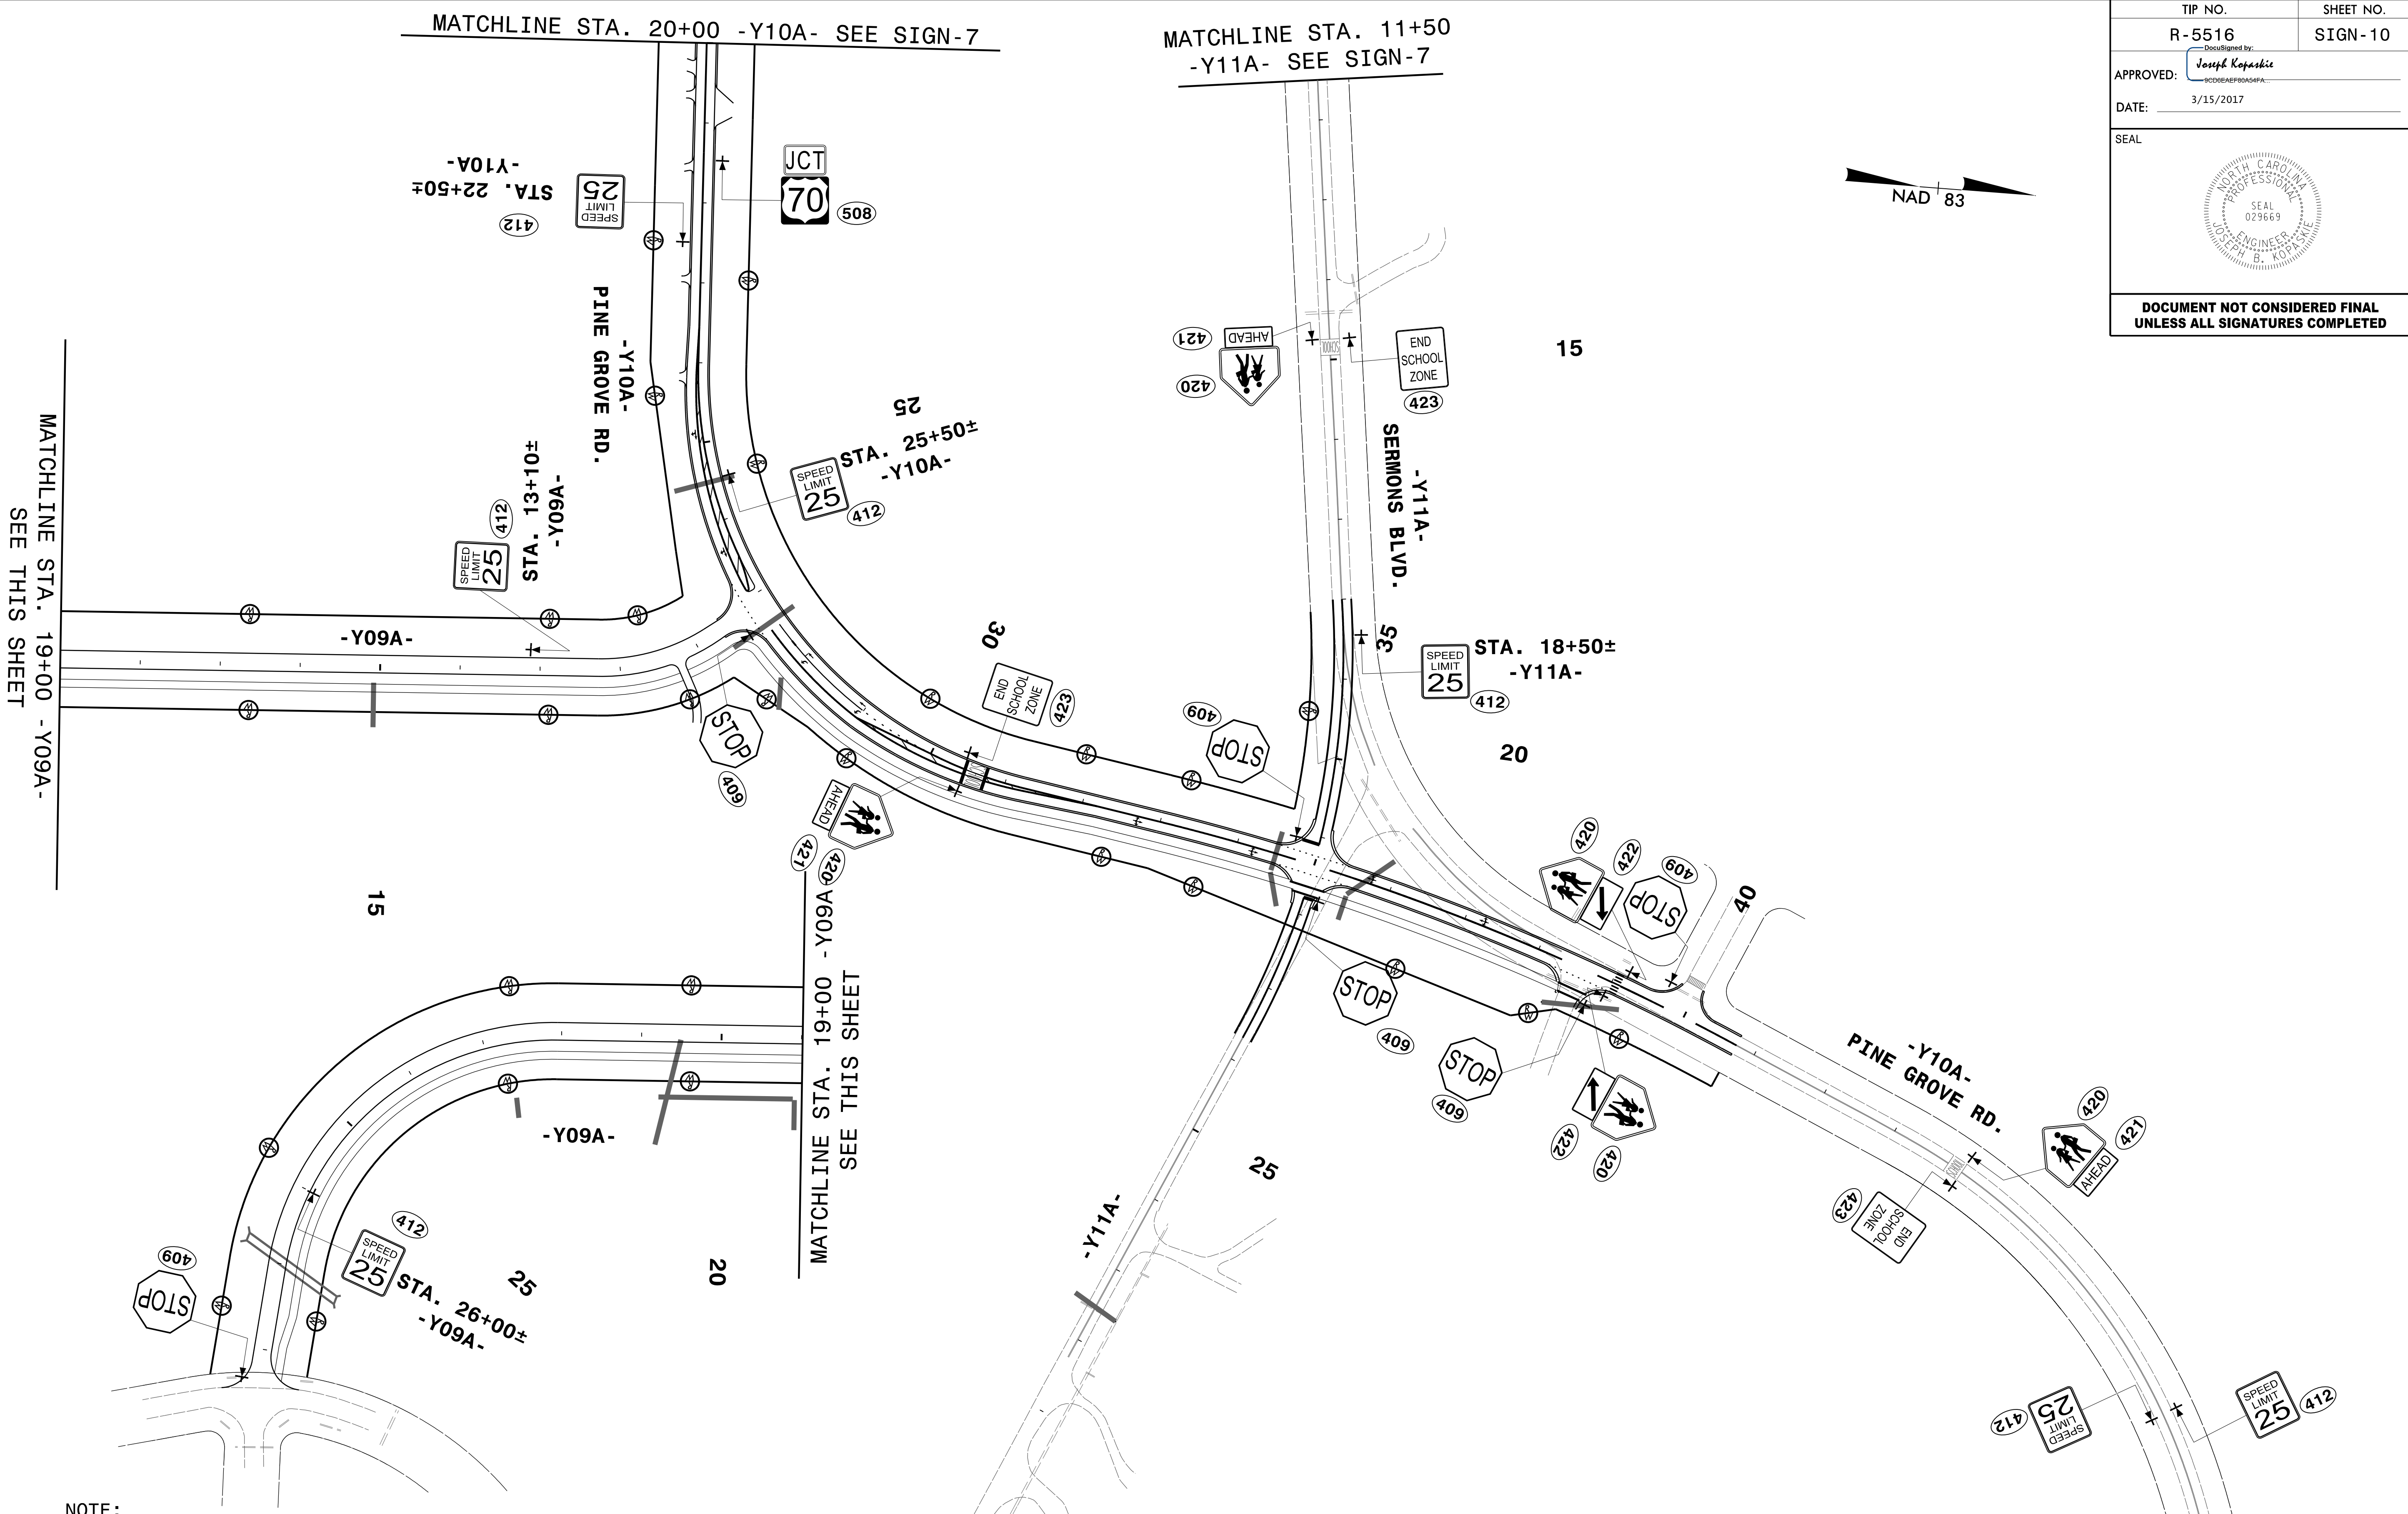 MATCHLINE STA. 20+00 -Y10A- SEE SIGN-7
MATCHLINE STA. 11+50
-Y11A- SEE SIGN-7
TIP NO.
SHEET NO.
R-5516
SIGN-10
DocuSigned by:
Joseph Kopaskie
9CD6EAEF80A54FA...
APPROVED:
DATE:
3/15/2017
SEAL
NORTH CAROLINA
PROFESSIONAL
SEAL
029669
ENGINEER
JOSEPH B. KOPASKIE
DOCUMENT NOT CONSIDERED FINAL
UNLESS ALL SIGNATURES COMPLETED
NAD 83
STA. 22+50±
-Y10A-
SPEED
LIMIT
25
412
JCT
70
508
-Y10A-
PINE GROVE RD.
AHEAD
421
420
SCHOOL
END
SCHOOL
ZONE
423
15
25
STA. 25+50±
-Y10A-
SPEED
LIMIT
25
412
-Y11A-
SERMONS BLVD.
MATCHLINE STA. 19+00 -Y09A-
SEE THIS SHEET
STA. 13+10±
-Y09A-
SPEED
LIMIT
25
412
-Y09A-
30
END
SCHOOL
ZONE
423
35
SPEED
LIMIT
25
STA. 18+50±
-Y11A-
412
STOP
409
STOP
409
20
AHEAD
421
420
420
422
STOP
409
40
15
MATCHLINE STA. 19+00 -Y09A-
SEE THIS SHEET
STOP
409
STOP
409
422
420
-Y10A-
PINE GROVE RD.
420
421
AHEAD
SCHOOL
END
SCHOOL
ZONE
423
-Y09A-
25
-Y11A-
20
25
SPEED
LIMIT
25
412
STA. 26+00±
-Y09A-
STOP
409
SPEED
LIMIT
25
412
SPEED
LIMIT
25
412
NOTE: